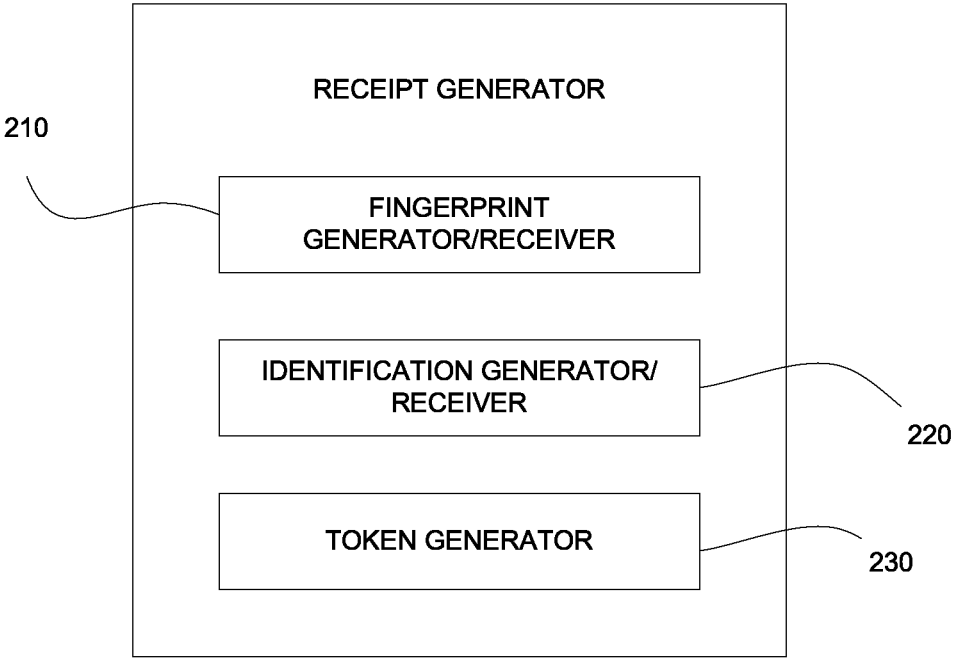 RECEIPT GENERATOR
210
FINGERPRINT
GENERATOR/RECEIVER
IDENTIFICATION GENERATOR/
RECEIVER
220
TOKEN GENERATOR
230